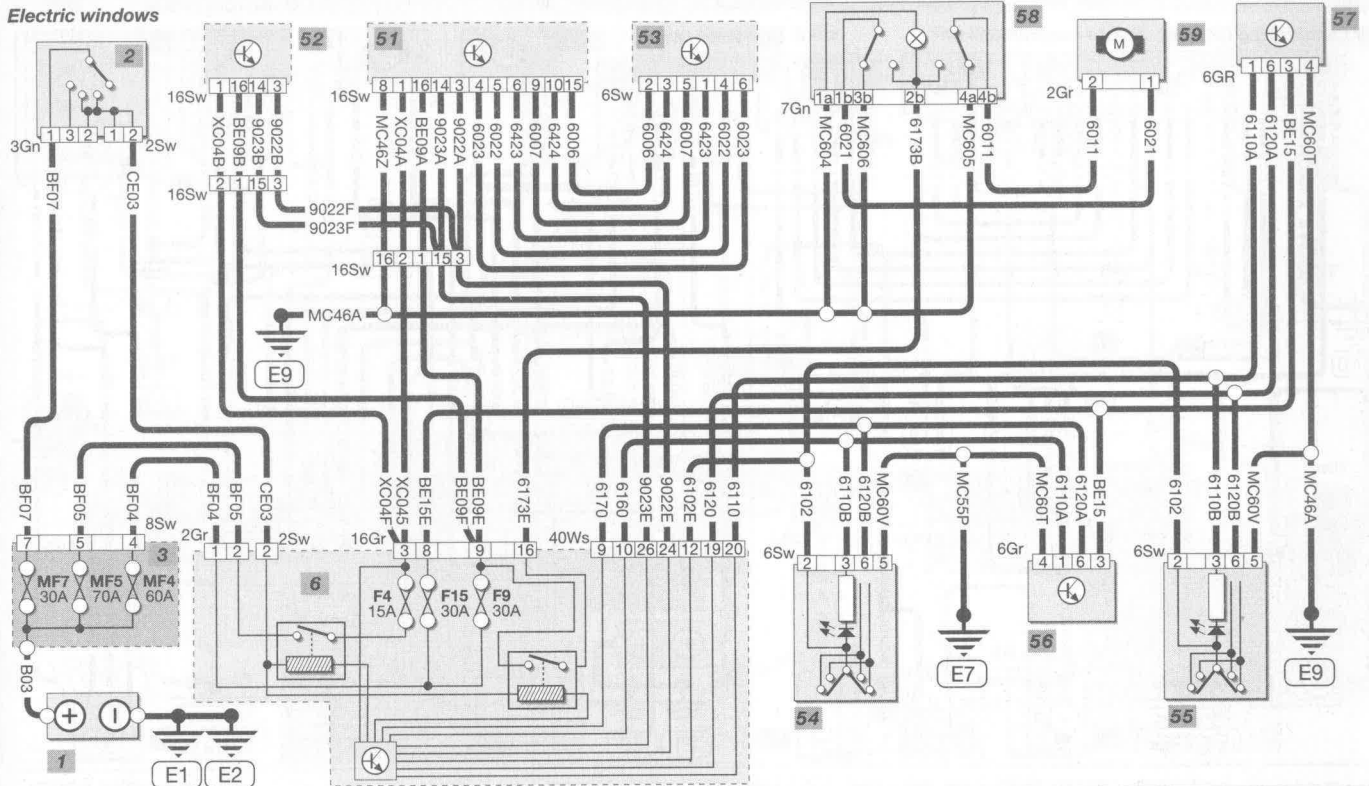 Electric windows
2
52
51
53
58
59
57
M
1 3 2 1 2
3Gn 2Sw
BF07 CE03
16Sw 1 16 14 3
XC04B BE09B 9023B 9022B
16Sw 2 1 15 3
16Sw 8 1 16 14 3 4 5 6 9 10 15
MC46Z XC04A BE09A 9023A 9022A 6023 6022 6423 6007 6424 6006
6Sw 2 3 5 1 4 6
6006 6424 6007 6423 6022 6023
7Gn 1a 1b 3b 2b 4a 4b
MC604 6021 MC606 6173B MC605 6011
2Gr 2 1
6011 6021
6GR 1 6 3 4
6110A 6120A BE15 MC60T
9022F
9023F
16Sw 16 2 1 15 3
MC46A
E9
BF07 BF05 BF04 BF04 BF05 CE03
XC04F XC045 BE15E BE09F BE09E 6173E
6170 6160 9023E 9022E 6102E 6120 6110
6102 6110B 6120B MC60V MC55P MC60T 6110A 6120A BE15
6102 6110B 6120B MC60V MC46A
8Sw 7 5 4
2Gr 1 2 2 2Sw
16Gr 3 8 9 16
40Ws 9 10 26 24 12 19 20
6Sw 2 3 6 5
6Gr 4 1 6 3
6Sw 2 3 6 5
3
MF7 30A
MF5 70A
MF4 60A
6
F4 15A
F15 30A
F9 30A
B03
+ −
1
E1 E2
54
E7
56
55
E9